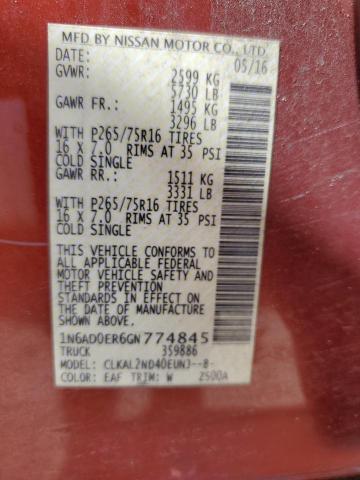 MFD. BY NISSAN MOTOR CO., LTD.
DATE: 05/16
GVWR: 2599 KG
5730 LB
GAWR FR.: 1495 KG
3296 LB
WITH P265/75R16 TIRES
16 X 7.0 RIMS AT 35 PSI
COLD SINGLE
GAWR RR.: 1511 KG
3331 LB
WITH P265/75R16 TIRES
16 X 7.0 RIMS AT 35 PSI
COLD SINGLE
THIS VEHICLE CONFORMS TO
ALL APPLICABLE FEDERAL
MOTOR VEHICLE SAFETY AND
THEFT PREVENTION
STANDARDS IN EFFECT ON
THE DATE OF MANUFACTURE
SHOWN ABOVE.
1N6AD0ER6GN774845
TRUCK 359886
MODEL: CLKAL2ND40EUNJ--B-
COLOR: EAF TRIM: W 2500A